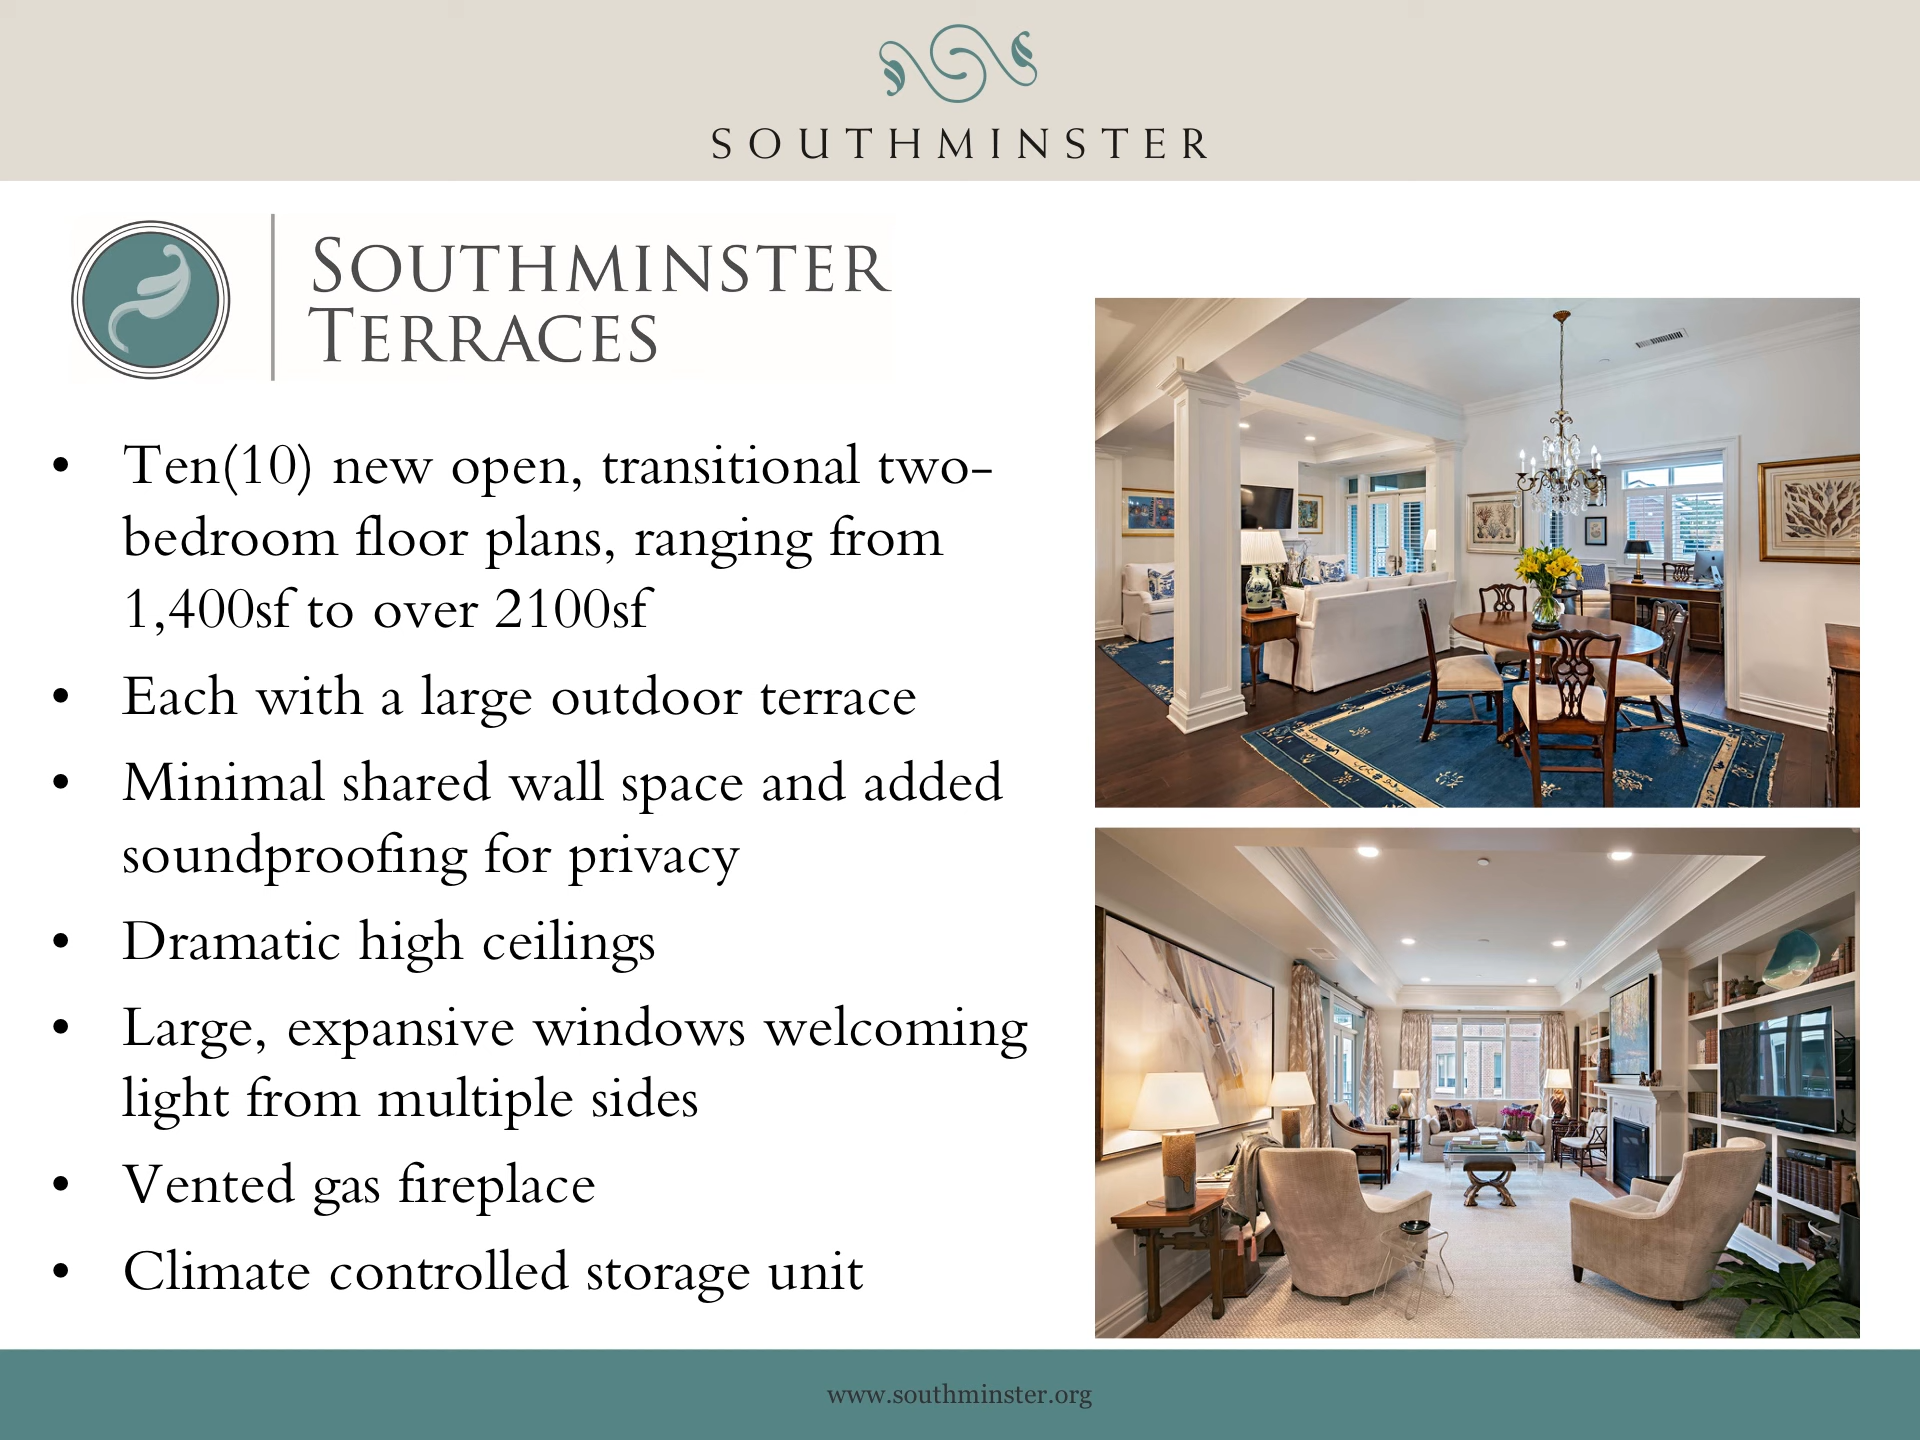 SOUTHMINSTER
SOUTHMINSTER
TERRACES
• Ten(10) new open, transitional two-
bedroom floor plans, ranging from
1,400sf to over 2100sf
• Each with a large outdoor terrace
• Minimal shared wall space and added
soundproofing for privacy
• Dramatic high ceilings
• Large, expansive windows welcoming
light from multiple sides
• Vented gas fireplace
• Climate controlled storage unit
www.southminster.org